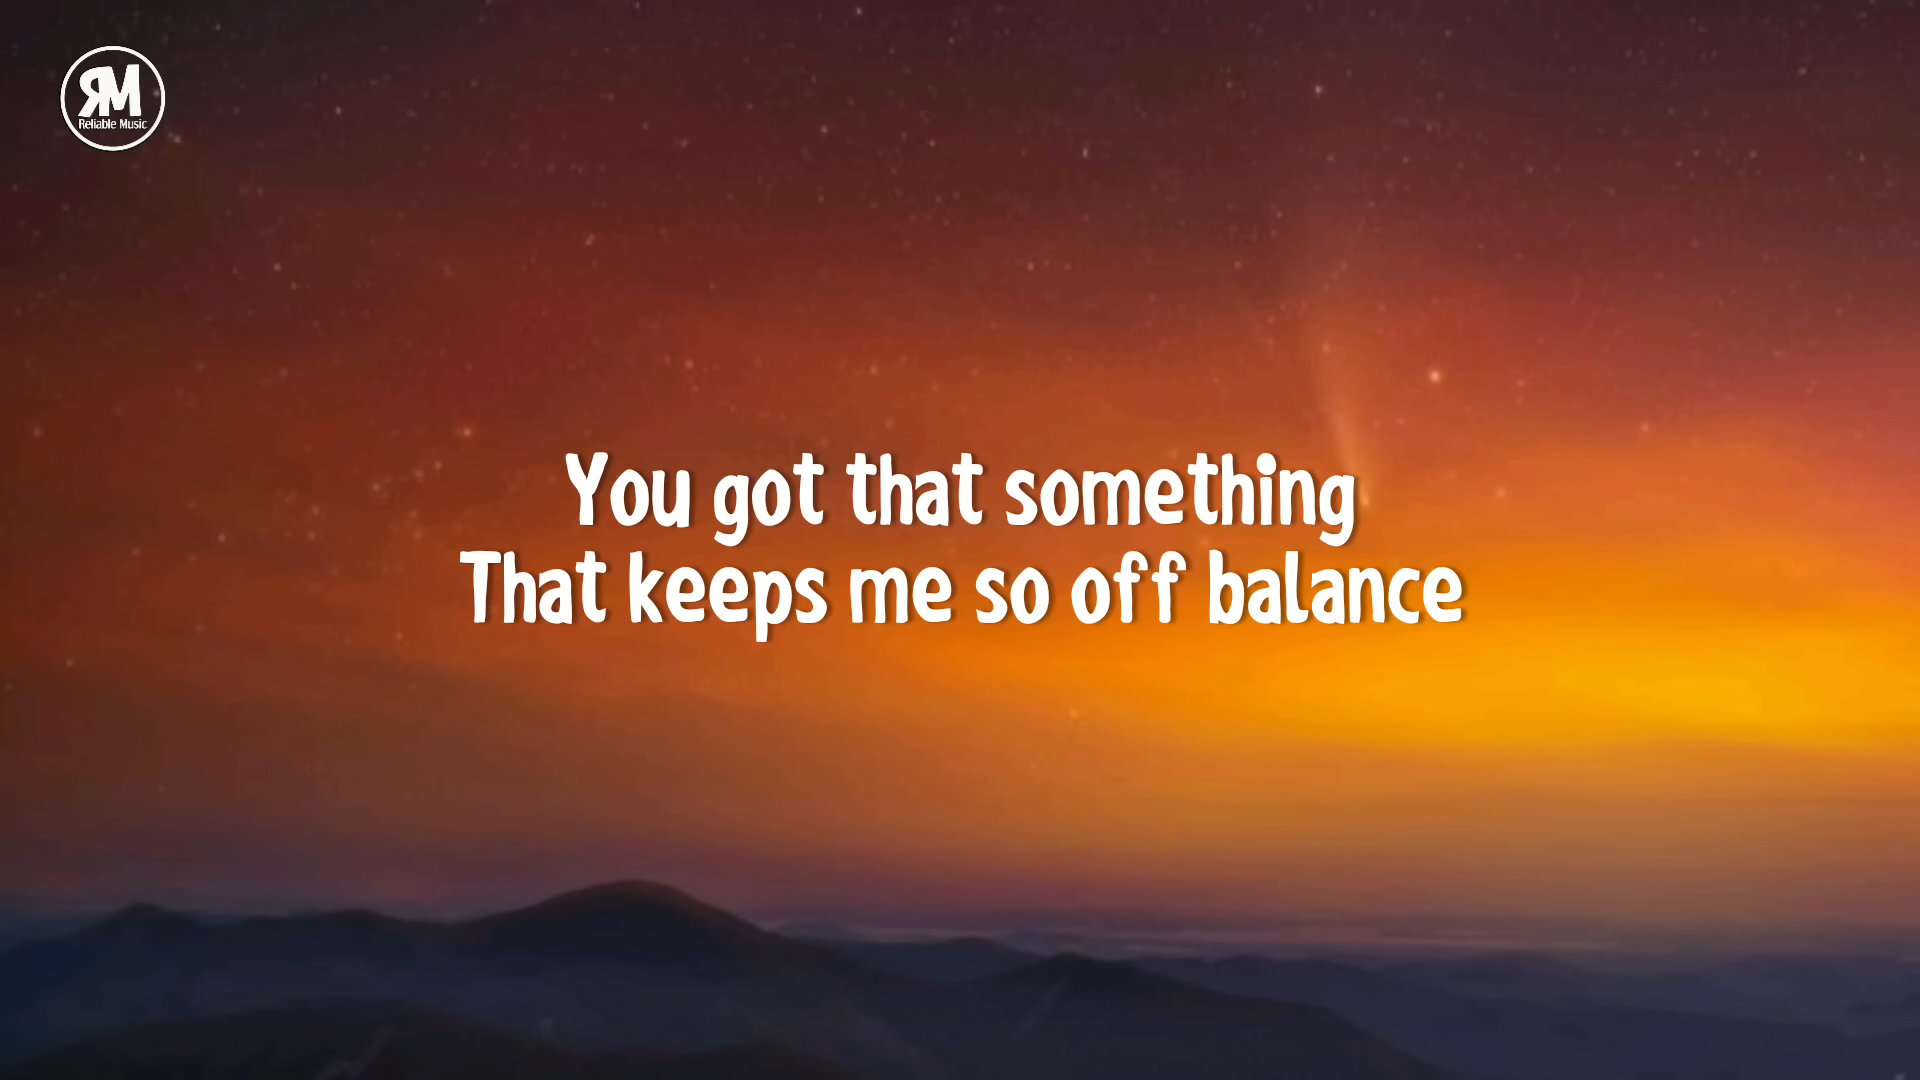 RM
Reliable Music
You got that something
That keeps me so off balance